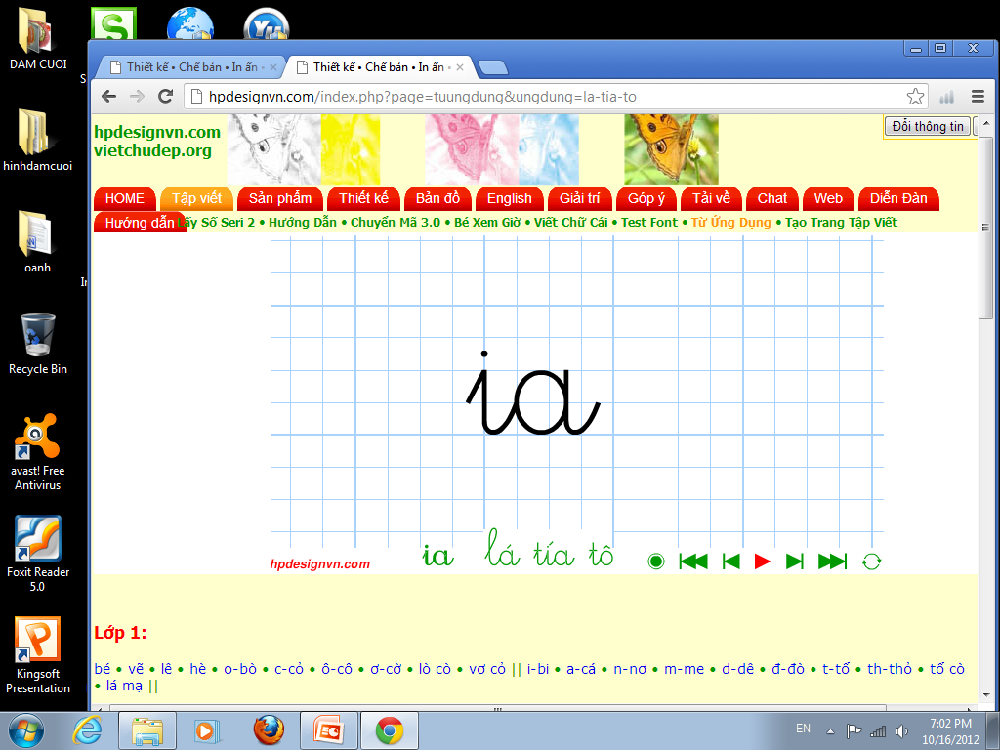 DAM CUOI
hinhdamcuoi
oanh
Recycle Bin
avast! Free
Antivirus
Foxit Reader
5.0
Kingsoft
Presentation
S
Thiết kế • Chế bản • In ấn •
Thiết kế • Chế bản • In ấn •
hpdesignvn.com/index.php?page=tuungdung&ungdung=la-tia-to
hpdesignvn.com
vietchudep.org
Đổi thông tin
HOME Tập viết Sản phẩm Thiết kế Bản đồ English Giải trí Góp ý Tải về Chat Web Diễn Đàn
Hướng dẫn
Lấy Số Seri 2 • Hướng Dẫn • Chuyển Mã 3.0 • Bé Xem Giờ • Viết Chữ Cái • Test Font • Từ Ứng Dụng • Tạo Trang Tập Viết
ia
hpdesignvn.com
ia lá tía tô
Lớp 1:
bé • vẽ • lê • hè • o-bò • c-cỏ • ô-cô • ơ-cờ • lò cò • vơ cỏ || i-bi • a-cá • n-nơ • m-me • d-dê • đ-đò • t-tổ • th-thỏ • tổ cò
• lá mạ ||
EN
7:02 PM
10/16/2012